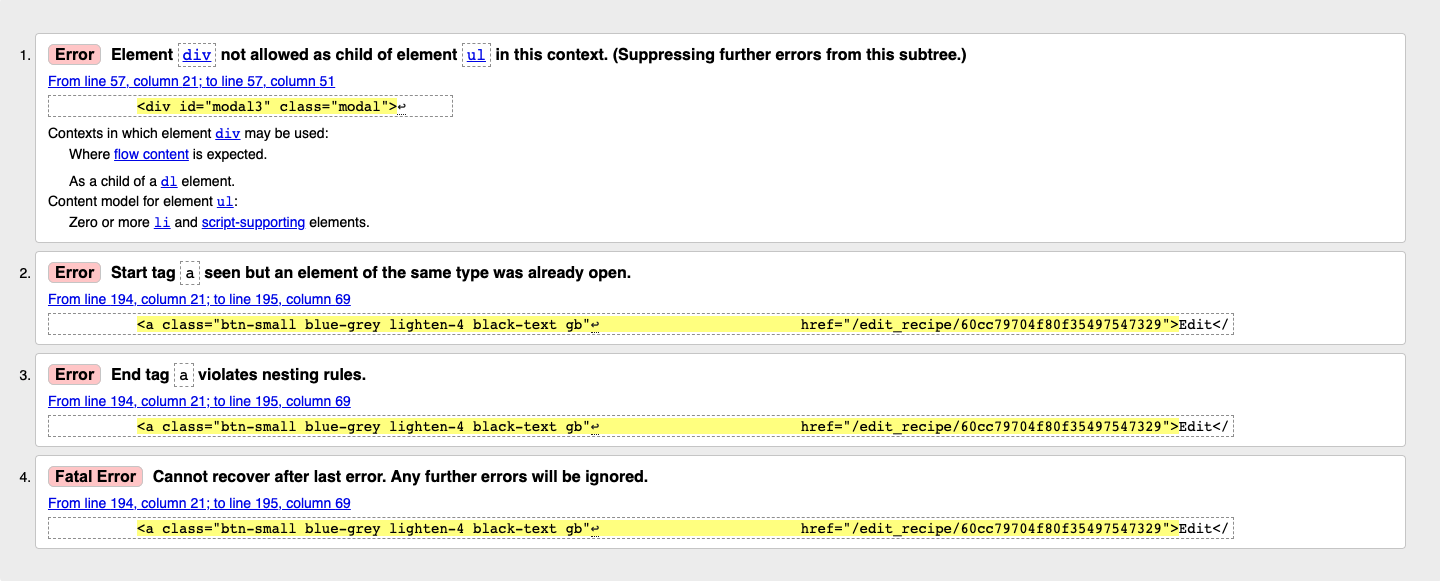 1. Error Element div not allowed as child of element ul in this context. (Suppressing further errors from this subtree.)
From line 57, column 21; to line 57, column 51
<div id="modal3" class="modal">↩
Contexts in which element div may be used:
Where flow content is expected.
As a child of a dl element.
Content model for element ul:
Zero or more li and script-supporting elements.
2. Error Start tag a seen but an element of the same type was already open.
From line 194, column 21; to line 195, column 69
<a class="btn-small blue-grey lighten-4 black-text gb"↩ href="/edit_recipe/60cc79704f80f35497547329">Edit</
3. Error End tag a violates nesting rules.
From line 194, column 21; to line 195, column 69
<a class="btn-small blue-grey lighten-4 black-text gb"↩ href="/edit_recipe/60cc79704f80f35497547329">Edit</
4. Fatal Error Cannot recover after last error. Any further errors will be ignored.
From line 194, column 21; to line 195, column 69
<a class="btn-small blue-grey lighten-4 black-text gb"↩ href="/edit_recipe/60cc79704f80f35497547329">Edit</